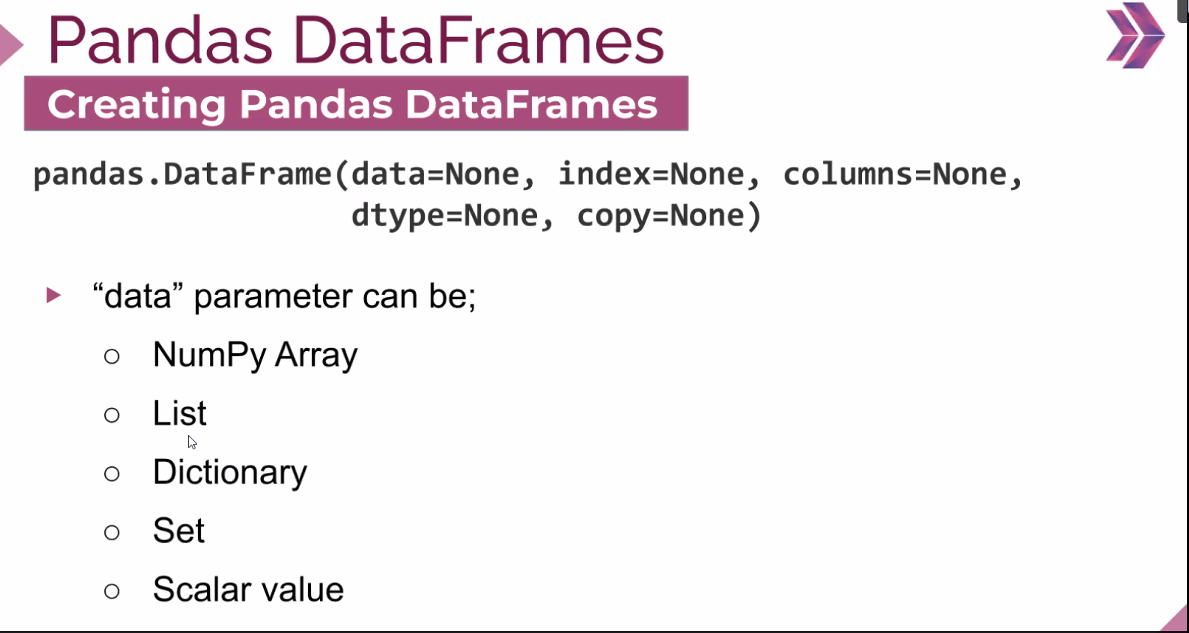 Pandas DataFrames
Creating Pandas DataFrames
pandas.DataFrame(data=None, index=None, columns=None,
dtype=None, copy=None)
“data” parameter can be;
NumPy Array
List
Dictionary
Set
Scalar value